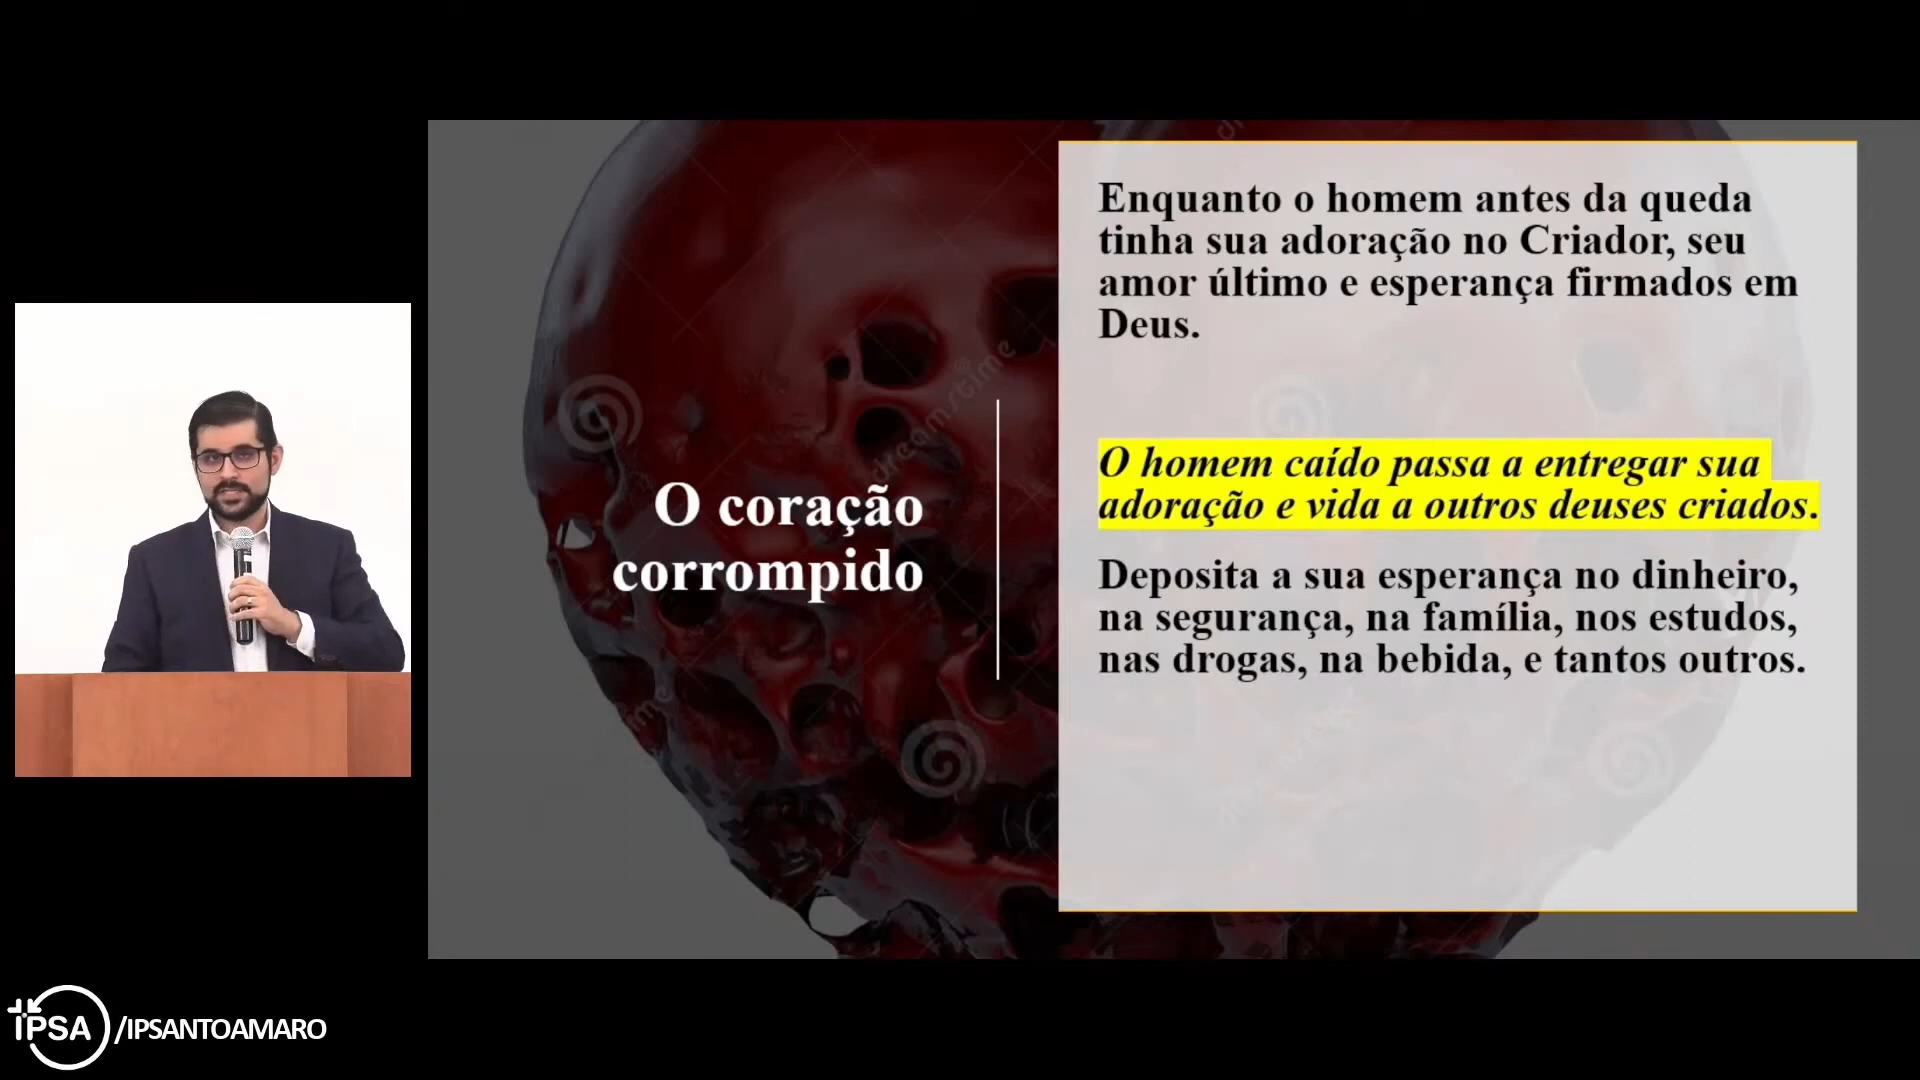 Enquanto o homem antes da queda
tinha sua adoração no Criador, seu
amor último e esperança firmados em
Deus.
O coração
corrompido
O homem caído passa a entregar sua
adoração e vida a outros deuses criados.
Deposita a sua esperança no dinheiro,
na segurança, na família, nos estudos,
nas drogas, na bebida, e tantos outros.
dreamstime
IPSA /IPSANTOAMARO